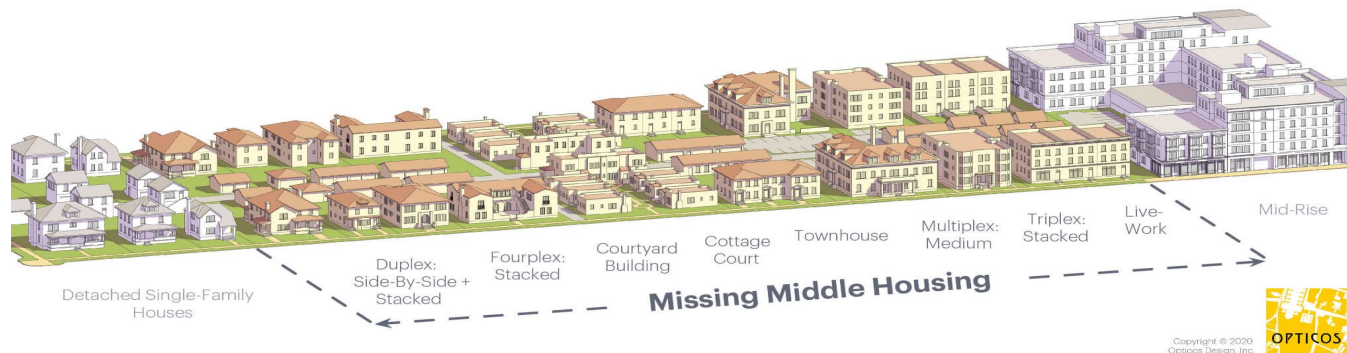 Detached Single-Family
Houses
Duplex:
Side-By-Side +
Stacked
Fourplex:
Stacked
Courtyard
Building
Cottage
Court
Townhouse
Multiplex:
Medium
Triplex:
Stacked
Live-
Work
Mid-Rise
Missing Middle Housing
Copyright © 2020
Opticos Design, Inc.
OPTICOS